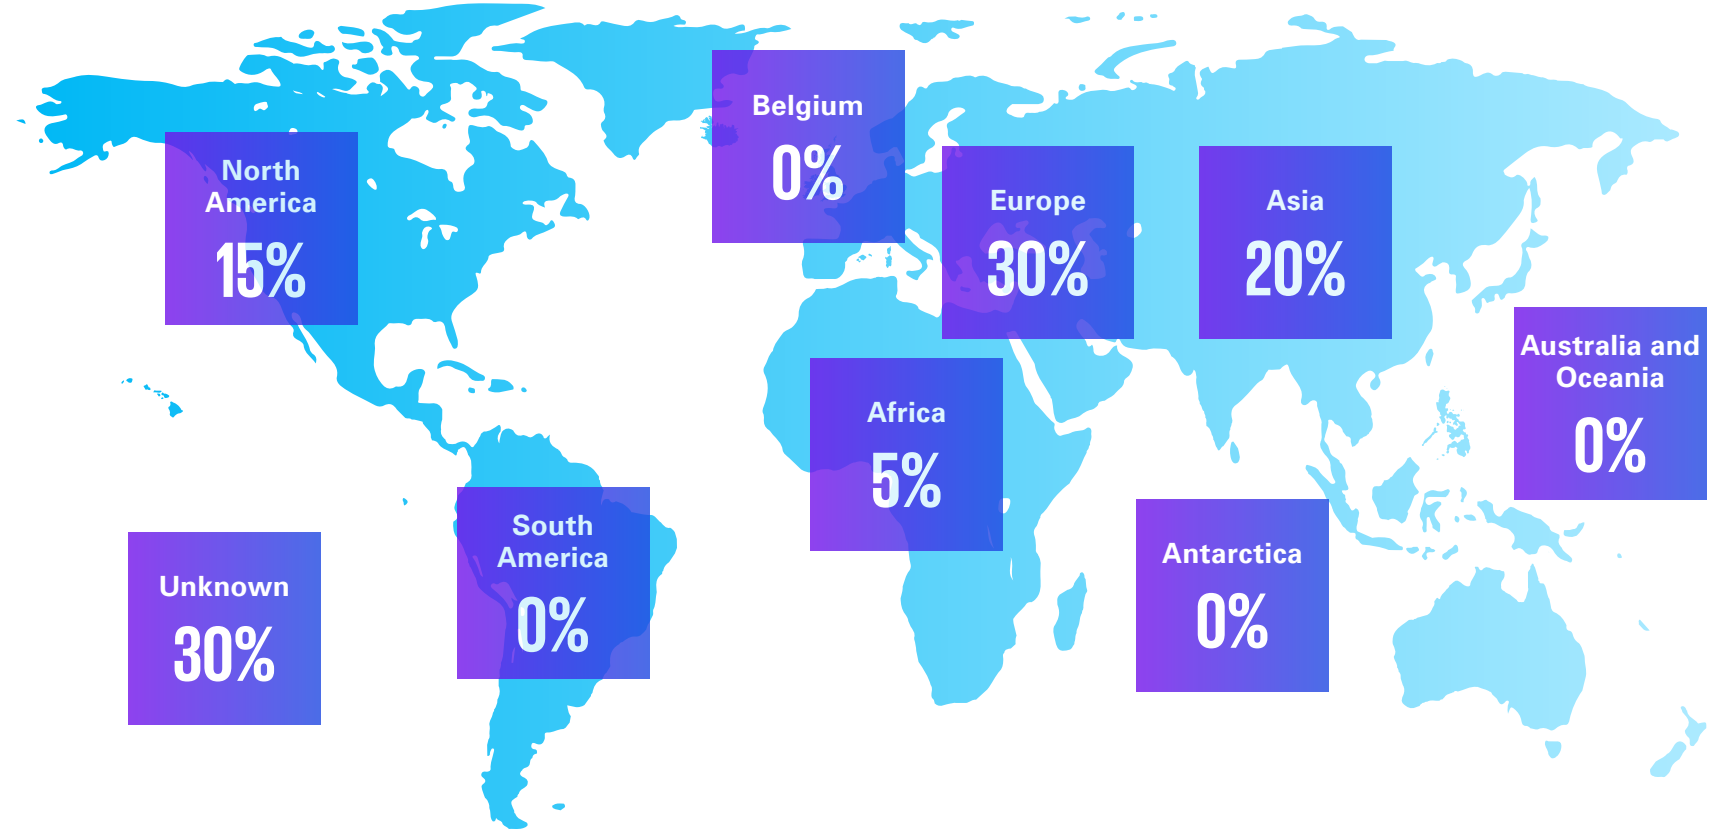 Belgium
0%
North
America
15%
Europe
30%
Asia
20%
Australia and
Oceania
0%
Africa
5%
South
America
0%
Antarctica
0%
Unknown
30%